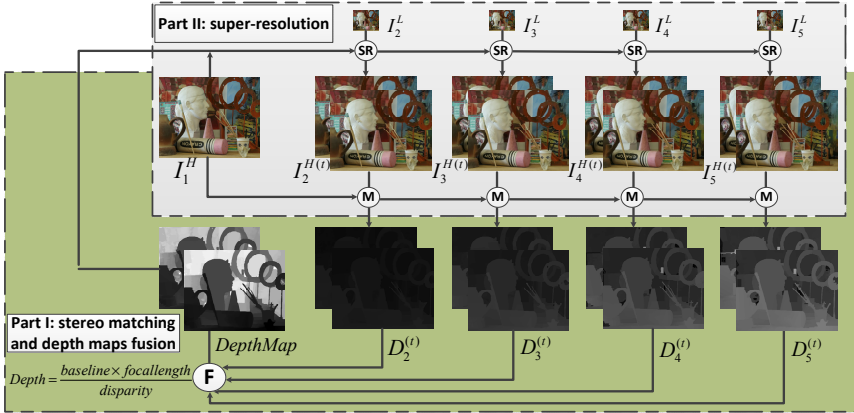 Part II: super-resolution
I_2^L
I_3^L
I_4^L
I_5^L
SR
SR
SR
SR
I_1^H
I_2^{H(t)}
I_3^{H(t)}
I_4^{H(t)}
I_5^{H(t)}
M
M
M
M
Part I: stereo matching
and depth maps fusion
DepthMap
D_2^{(t)}
D_3^{(t)}
D_4^{(t)}
D_5^{(t)}
F
Depth = baseline × focallength / disparity